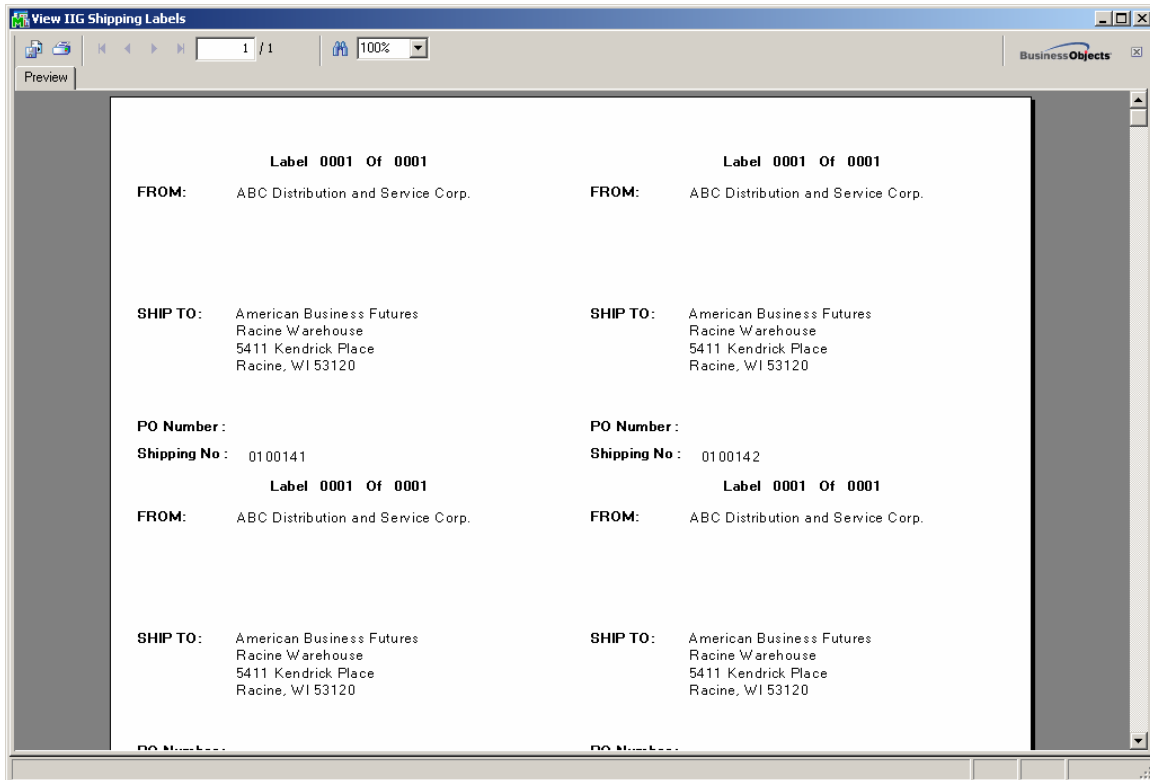 View IIG Shipping Labels
1 / 1 100%
BusinessObjects
Preview
Label 0001 Of 0001 Label 0001 Of 0001
FROM: ABC Distribution and Service Corp. FROM: ABC Distribution and Service Corp.
SHIP TO: American Business Futures SHIP TO: American Business Futures
Racine Warehouse Racine Warehouse
5411 Kendrick Place 5411 Kendrick Place
Racine, WI 53120 Racine, WI 53120
PO Number : PO Number :
Shipping No : 0100141 Shipping No : 0100142
Label 0001 Of 0001 Label 0001 Of 0001
FROM: ABC Distribution and Service Corp. FROM: ABC Distribution and Service Corp.
SHIP TO: American Business Futures SHIP TO: American Business Futures
Racine Warehouse Racine Warehouse
5411 Kendrick Place 5411 Kendrick Place
Racine, WI 53120 Racine, WI 53120
PO Number : PO Number :